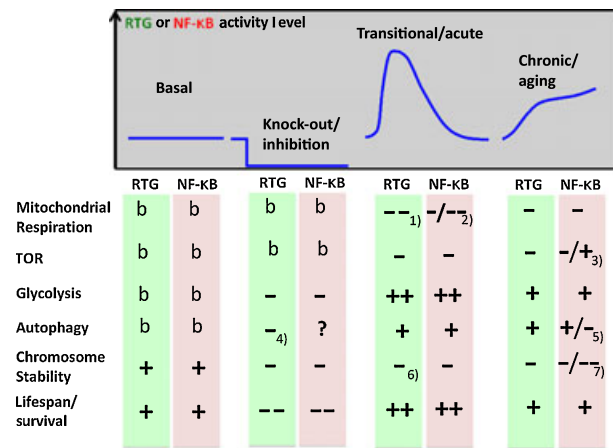 RTG or NF-κB activity level
Transitional/acute
Chronic/
aging
Basal
Knock-out/
inhibition
RTG NF-κB RTG NF-κB RTG NF-κB RTG NF-κB
Mitochondrial
Respiration b b b b --1) -/--2) - -
TOR b b b b - - - -/+3)
Glycolysis b b - - ++ ++ + +
Autophagy b b -4) ? + + + +/-5)
Chromosome
Stability + + - - -6) - - -/--7)
Lifespan/
survival + + -- -- ++ ++ + +